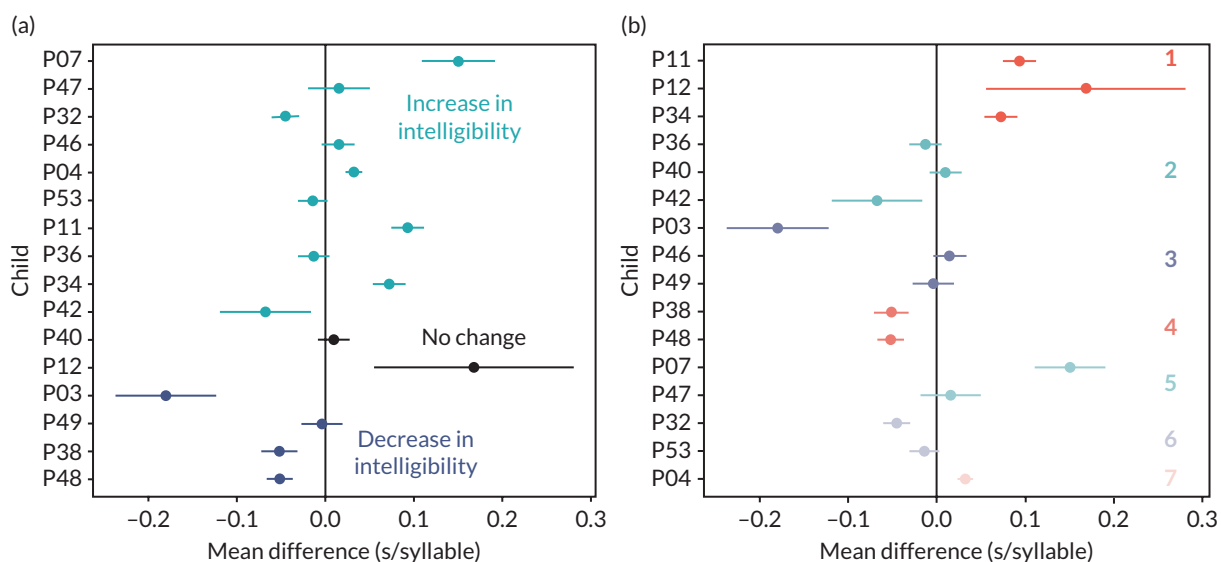 (a)
Child
P07
P47
P32
P46
P04
P53
P11
P36
P34
P42
P40
P12
P03
P49
P38
P48
Increase in
intelligibility
No change
Decrease in
intelligibility
−0.2
−0.1
0.0
0.1
0.2
0.3
Mean difference (s/syllable)
(b)
Child
P11
P12
P34
P36
P40
P42
P03
P46
P49
P38
P48
P07
P47
P32
P53
P04
1
2
3
4
5
6
7
−0.2
−0.1
0.0
0.1
0.2
0.3
Mean difference (s/syllable)